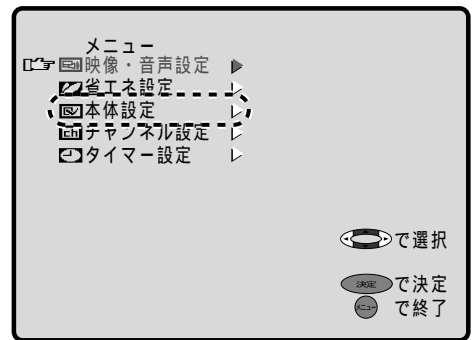 メニュー
映像・音声設定
省エネ設定
本体設定
チャンネル設定
タイマー設定
で選択
決定 で決定
メニュー で終了